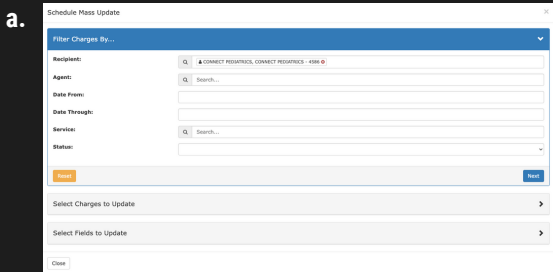 a.
Schedule Mass Update
×
Filter Charges By...
Recipient:
CONNECT PEDIATRICS, CONNECT PEDIATRICS - 4586
Agent:
Search...
Date From:
Date Through:
Service:
Search...
Status:
Reset
Next
Select Charges to Update
Select Fields to Update
Close